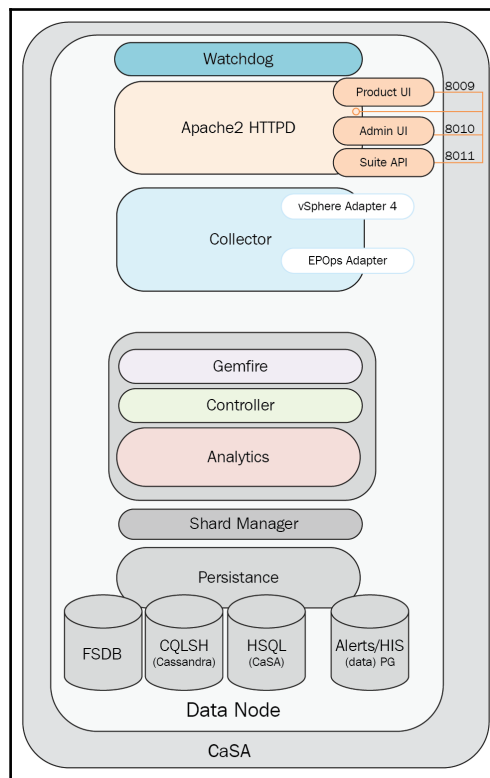 Watchdog
Apache2 HTTPD
Product UI
8009
Admin UI
8010
Suite API
8011
Collector
vSphere Adapter 4
EPOps Adapter
Gemfire
Controller
Analytics
Shard Manager
Persistance
FSDB
CQLSH
(Cassandra)
HSQL
(CaSA)
Alerts/HIS
(data) PG
Data Node
CaSA